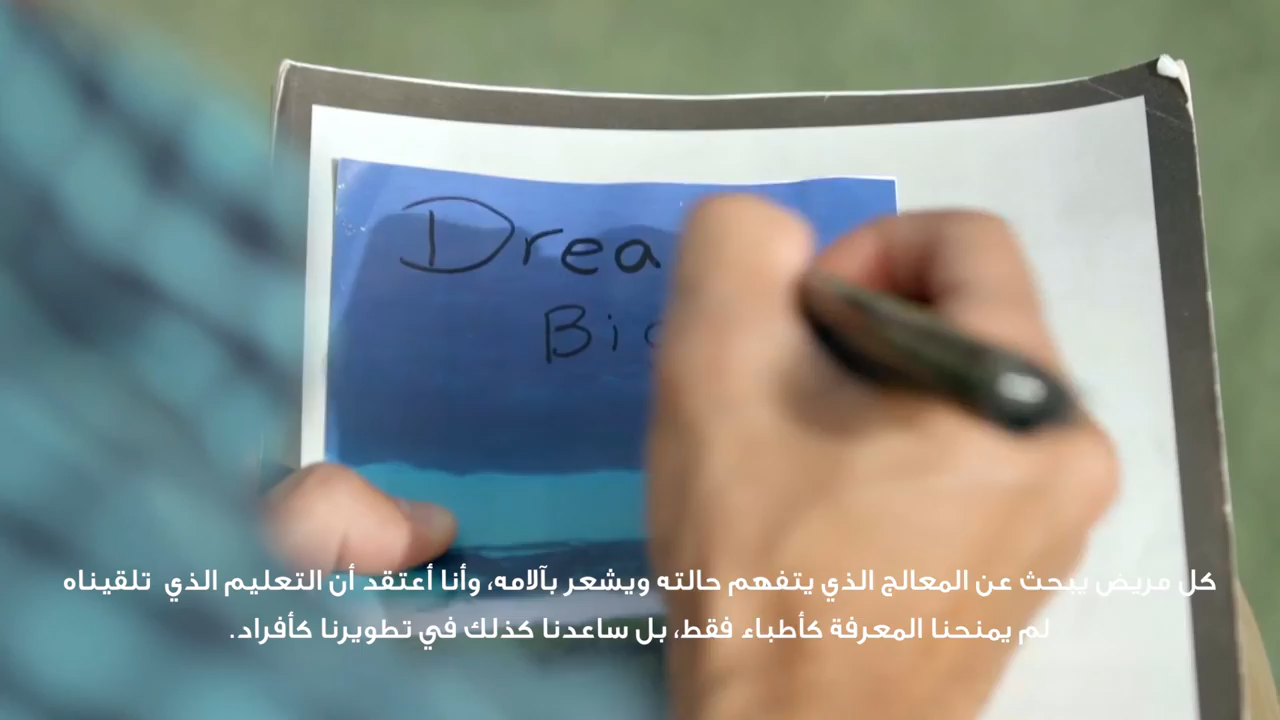 Drea
Bi
كل مريض يبحث عن المعالج الذي يتفهم حالته ويشعر بآلامه، وأنا أعتقد أن التعليم الذي تلقيناه
لم يمنحنا المعرفة كأطباء فقط، بل ساعدنا كذلك في تطويرنا كأفراد.